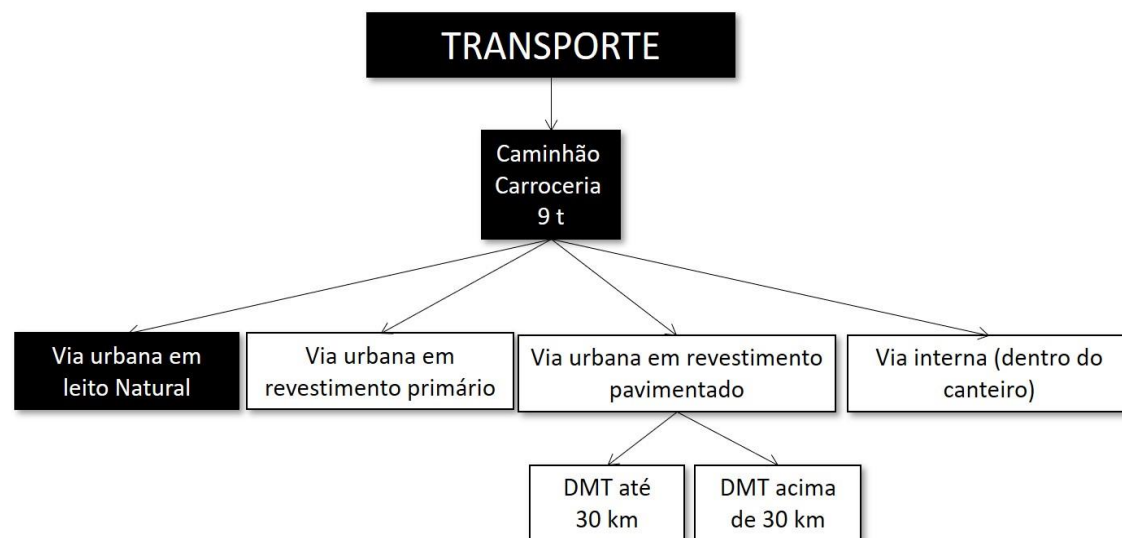 TRANSPORTE
Caminhão
Carroceria
9 t
Via urbana em
leito Natural
Via urbana em
revestimento primário
Via urbana em revestimento
pavimentado
Via interna (dentro do
canteiro)
DMT até
30 km
DMT acima
de 30 km